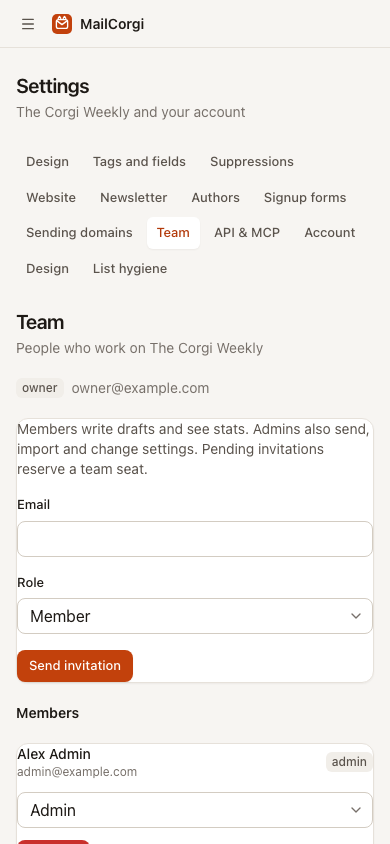 MailCorgi
Settings
The Corgi Weekly and your account
Design Tags and fields Suppressions
Website Newsletter Authors Signup forms
Sending domains Team API & MCP Account
Design List hygiene
Team
People who work on The Corgi Weekly
owner owner@example.com
Members write drafts and see stats. Admins also send,
import and change settings. Pending invitations
reserve a team seat.
Email
Role
Member
Send invitation
Members
Alex Admin
admin@example.com
admin
Admin